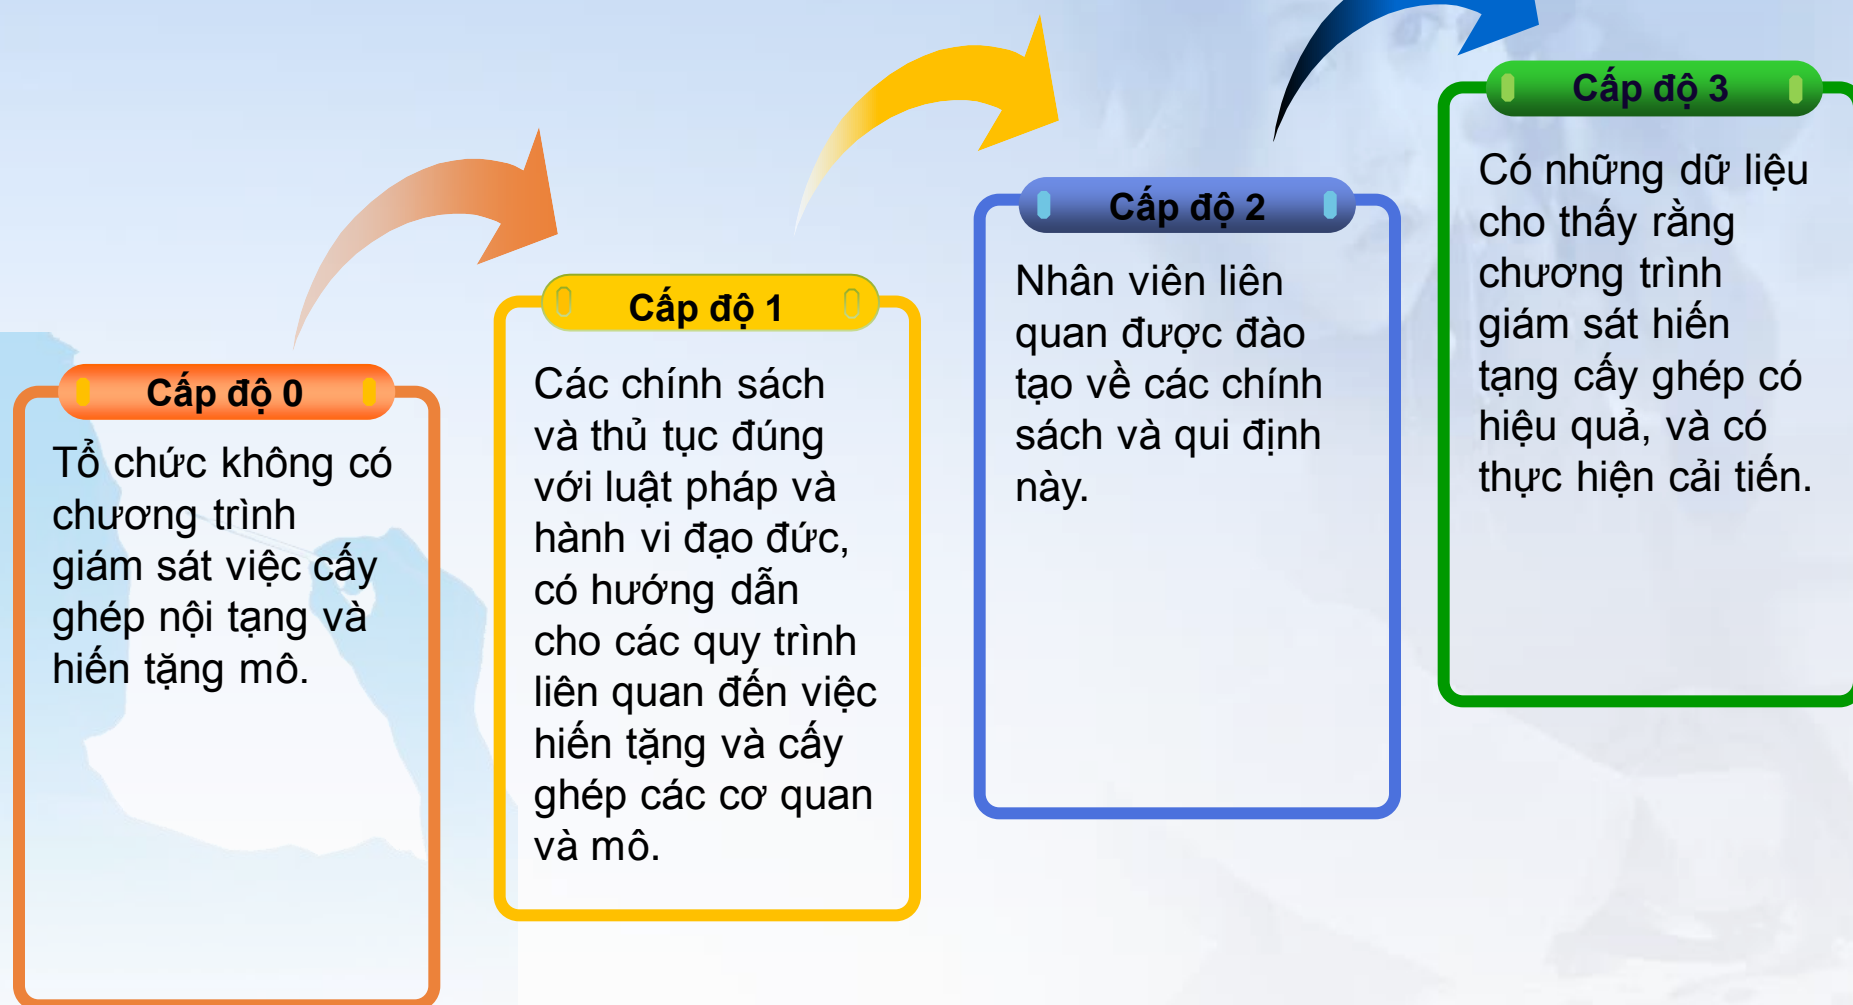 Cấp độ 0
Tổ chức không có
chương trình
giám sát việc cấy
ghép nội tạng và
hiến tặng mô.
Cấp độ 1
Các chính sách
và thủ tục đúng
với luật pháp và
hành vi đạo đức,
có hướng dẫn
cho các quy trình
liên quan đến việc
hiến tặng và cấy
ghép các cơ quan
và mô.
Cấp độ 2
Nhân viên liên
quan được đào
tạo về các chính
sách và qui định
này.
Cấp độ 3
Có những dữ liệu
cho thấy rằng
chương trình
giám sát hiến
tạng cấy ghép có
hiệu quả, và có
thực hiện cải tiến.